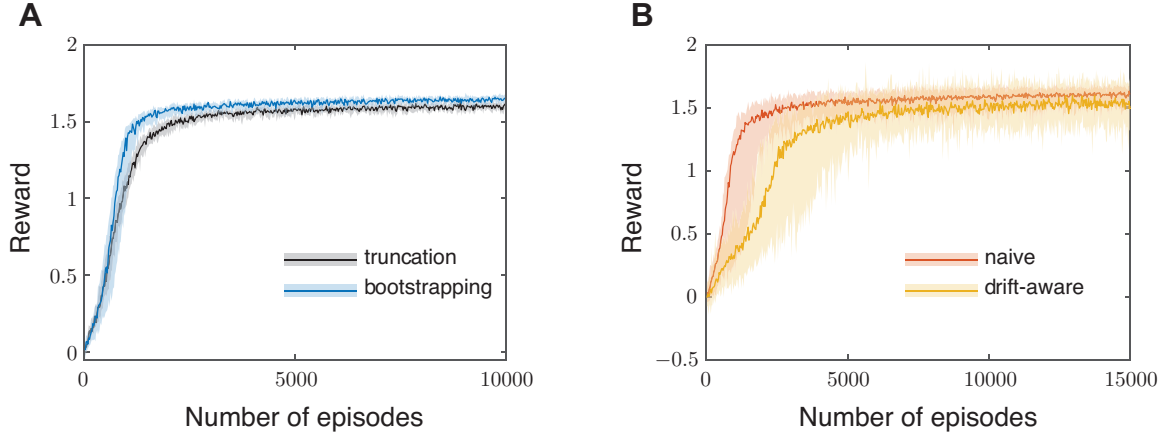 A
2
1.5
1
0.5
0
0
5000
10000
Reward
Number of episodes
truncation
bootstrapping
B
2
1.5
1
0.5
0
−0.5
0
5000
10000
15000
Reward
Number of episodes
naive
drift-aware